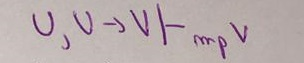 U, U → V ⊢ₘₚ V